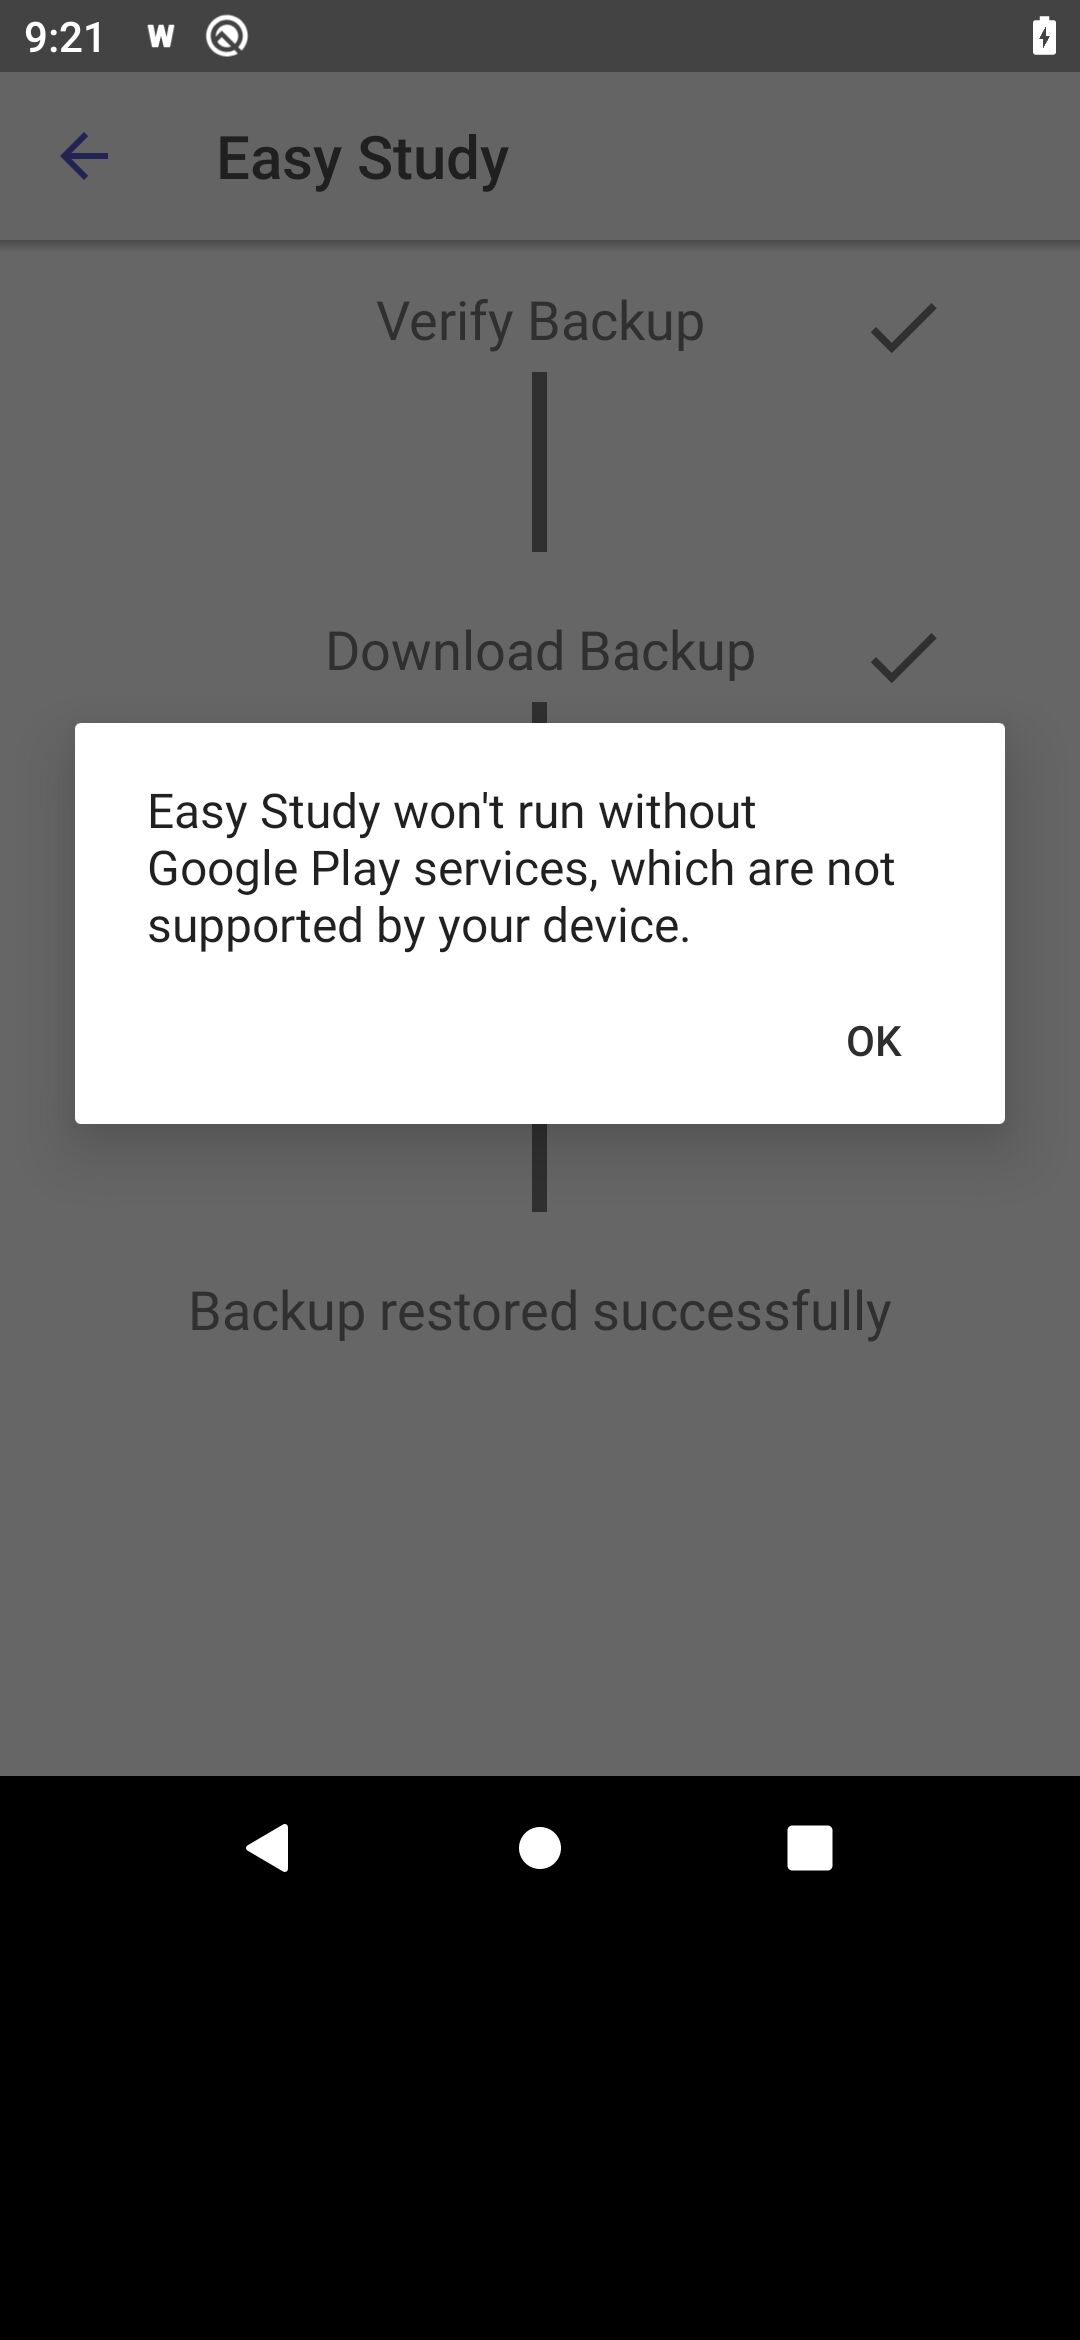 9:21 W
Easy Study
Verify Backup
Download Backup
Easy Study won't run without
Google Play services, which are not
supported by your device.
OK
Backup restored successfully